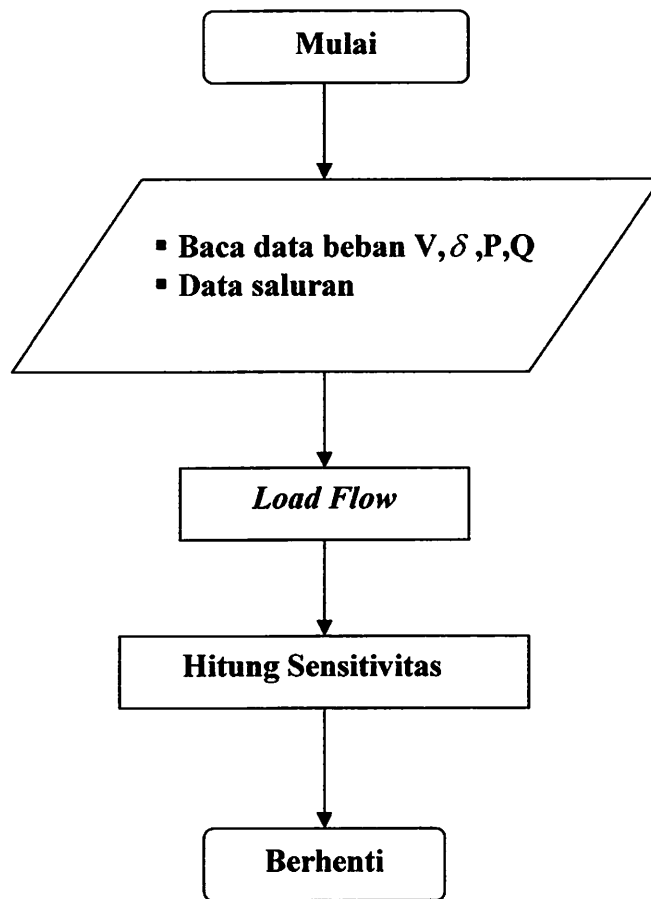 Mulai
▪ Baca data beban V,δ ,P,Q
▪ Data saluran
Load Flow
Hitung Sensitivitas
Berhenti